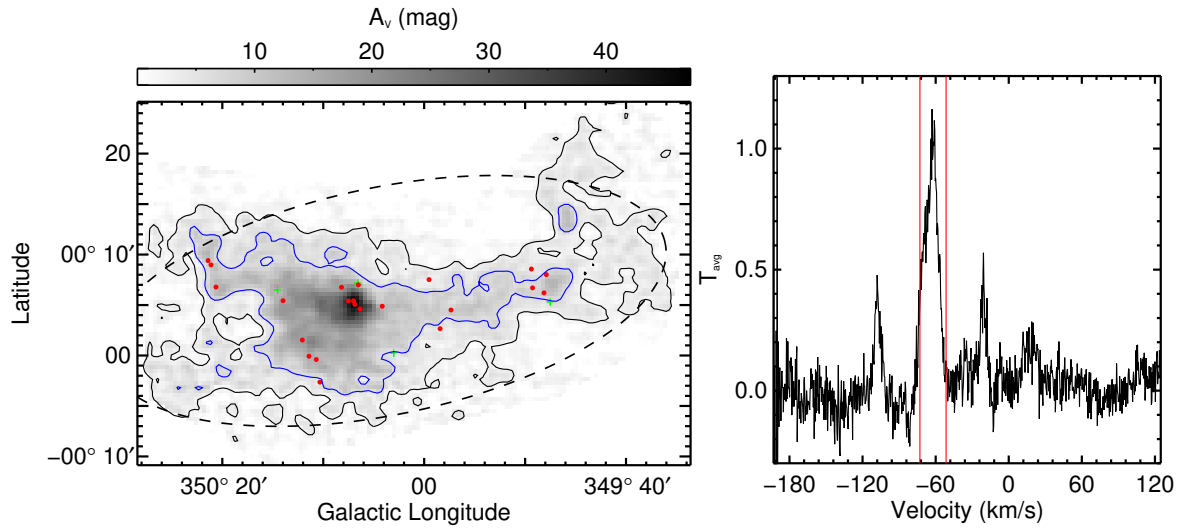 Aᵥ (mag)
10 20 30 40
20
00° 10′
00
−00° 10′
Latitude
350° 20′ 00 349° 40′
Galactic Longitude
1.0
0.5
0.0
T_avg
−180 −120 −60 0 60 120
Velocity (km/s)